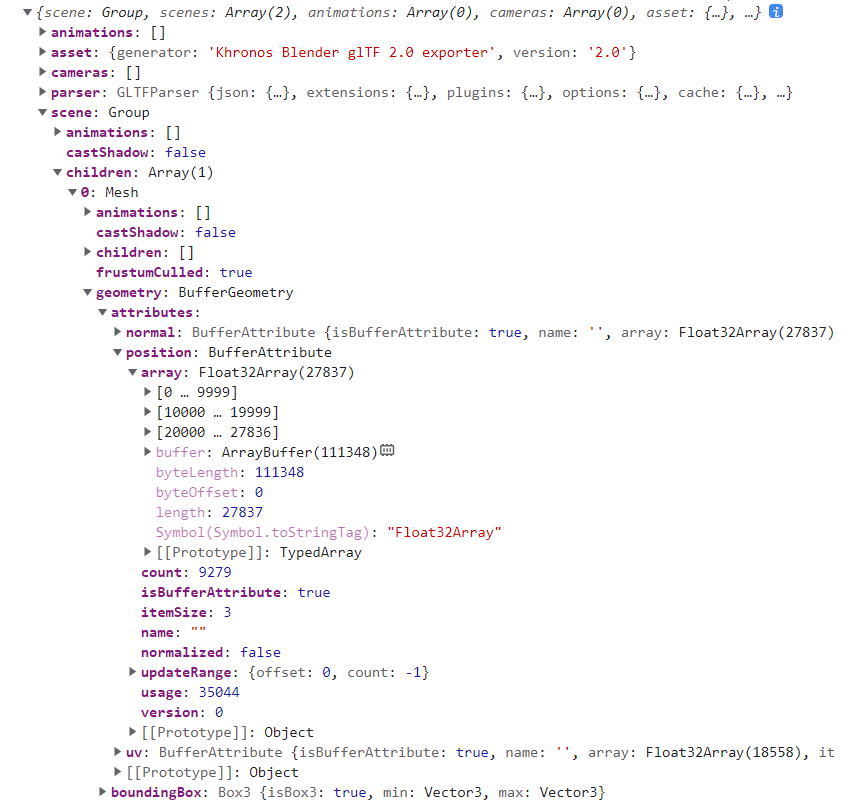 ▼{scene: Group, scenes: Array(2), animations: Array(0), cameras: Array(0), asset: {…}, …} i
▶animations: []
▶asset: {generator: 'Khronos Blender glTF 2.0 exporter', version: '2.0'}
▶cameras: []
▶parser: GLTFParser {json: {…}, extensions: {…}, plugins: {…}, options: {…}, cache: {…}, …}
▼scene: Group
▶animations: []
castShadow: false
▼children: Array(1)
▼0: Mesh
▶animations: []
castShadow: false
▶children: []
frustumCulled: true
▼geometry: BufferGeometry
▼attributes:
▶normal: BufferAttribute {isBufferAttribute: true, name: '', array: Float32Array(27837)
▼position: BufferAttribute
▼array: Float32Array(27837)
▶[0 … 9999]
▶[10000 … 19999]
▶[20000 … 27836]
▶buffer: ArrayBuffer(111348)
byteLength: 111348
byteOffset: 0
length: 27837
Symbol(Symbol.toStringTag): "Float32Array"
▶[[Prototype]]: TypedArray
count: 9279
isBufferAttribute: true
itemSize: 3
name: ""
normalized: false
▶updateRange: {offset: 0, count: -1}
usage: 35044
version: 0
▶[[Prototype]]: Object
▶uv: BufferAttribute {isBufferAttribute: true, name: '', array: Float32Array(18558), it
▶[[Prototype]]: Object
▶boundingBox: Box3 {isBox3: true, min: Vector3, max: Vector3}